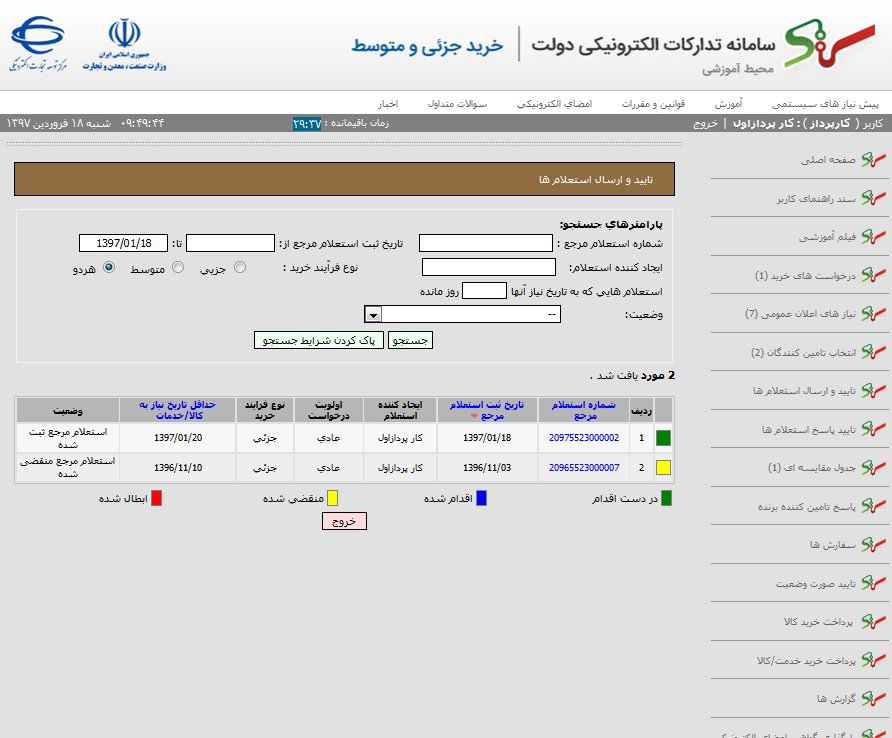 سامانه تدارکات الکترونیکی دولت
محیط آموزشی
خرید جزئی و متوسط
جمهوری اسلامی ایران
وزارت صنعت، معدن و تجارت
مرکز توسعه تجارت الکترونیکی
پیش نیاز های سیستمی آموزش قوانین و مقررات امضای الکترونیکی سوالات متداول اخبار
کاربر ( کارپرداز ) : کار پردازاول | خروج زمان باقیمانده : ۲۹:۳۷ ۰۹:۴۹:۴۴ شنبه ۱۸ فروردین ۱۳۹۷
صفحه اصلی
سند راهنمای کاربر
فیلم آموزشی
درخواست های خرید (1)
نیاز های اعلان عمومی (7)
انتخاب تامین کنندگان (2)
تایید و ارسال استعلام ها
تایید پاسخ استعلام ها
جدول مقایسه ای (1)
پاسخ تامین کننده برنده
سفارش ها
تایید صورت وضعیت
پرداخت خرید کالا
پرداخت خرید خدمت/کالا
گزارش ها
تایید و ارسال استعلام ها
پارامترهاي جستجو:
شماره استعلام مرجع : تاریخ ثبت استعلام مرجع از: تا: 1397/01/18
ایجاد کننده استعلام: نوع فرآیند خرید : جزیي متوسط هردو
استعلام هايي که به تاریخ نیاز آنها روز مانده
وضعیت: --
جستجو پاک کردن شرایط جستجو
2 مورد یافت شد .
ردیف شماره استعلام مرجع تاریخ ثبت استعلام مرجع ایجاد کننده استعلام اولویت درخواست نوع فرایند خرید حداقل تاریخ نیاز به کالا/خدمات وضعیت
1 20975523000002 1397/01/18 کار پردازاول عادي جزئي 1397/01/20 استعلام مرجع ثبت شده
2 20965523000007 1396/11/03 کار پردازاول عادي جزئي 1396/11/10 استعلام مرجع منقضی شده
در دست اقدام اقدام شده منقضی شده ابطال شده
خروج